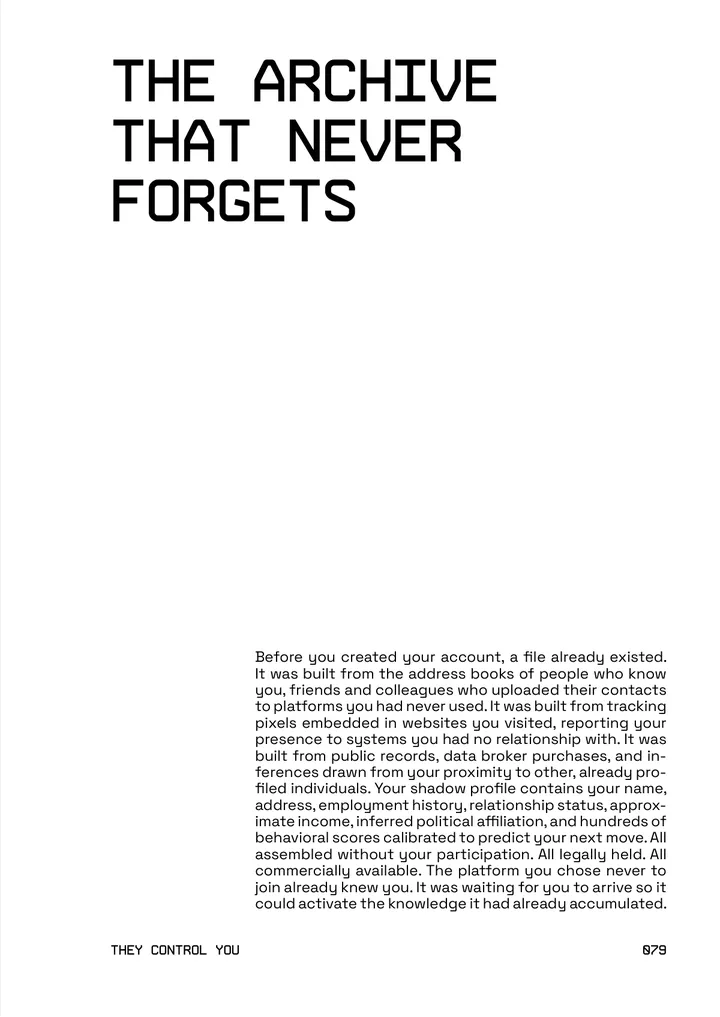 THE ARCHIVE
THAT NEVER
FORGETS
Before you created your account, a file already existed.
It was built from the address books of people who know
you, friends and colleagues who uploaded their contacts
to platforms you had never used. It was built from tracking
pixels embedded in websites you visited, reporting your
presence to systems you had no relationship with. It was
built from public records, data broker purchases, and in-
ferences drawn from your proximity to other, already pro-
filed individuals. Your shadow profile contains your name,
address, employment history, relationship status, approx-
imate income, inferred political affiliation, and hundreds of
behavioral scores calibrated to predict your next move. All
assembled without your participation. All legally held. All
commercially available. The platform you chose never to
join already knew you. It was waiting for you to arrive so it
could activate the knowledge it had already accumulated.
THEY CONTROL YOU 079